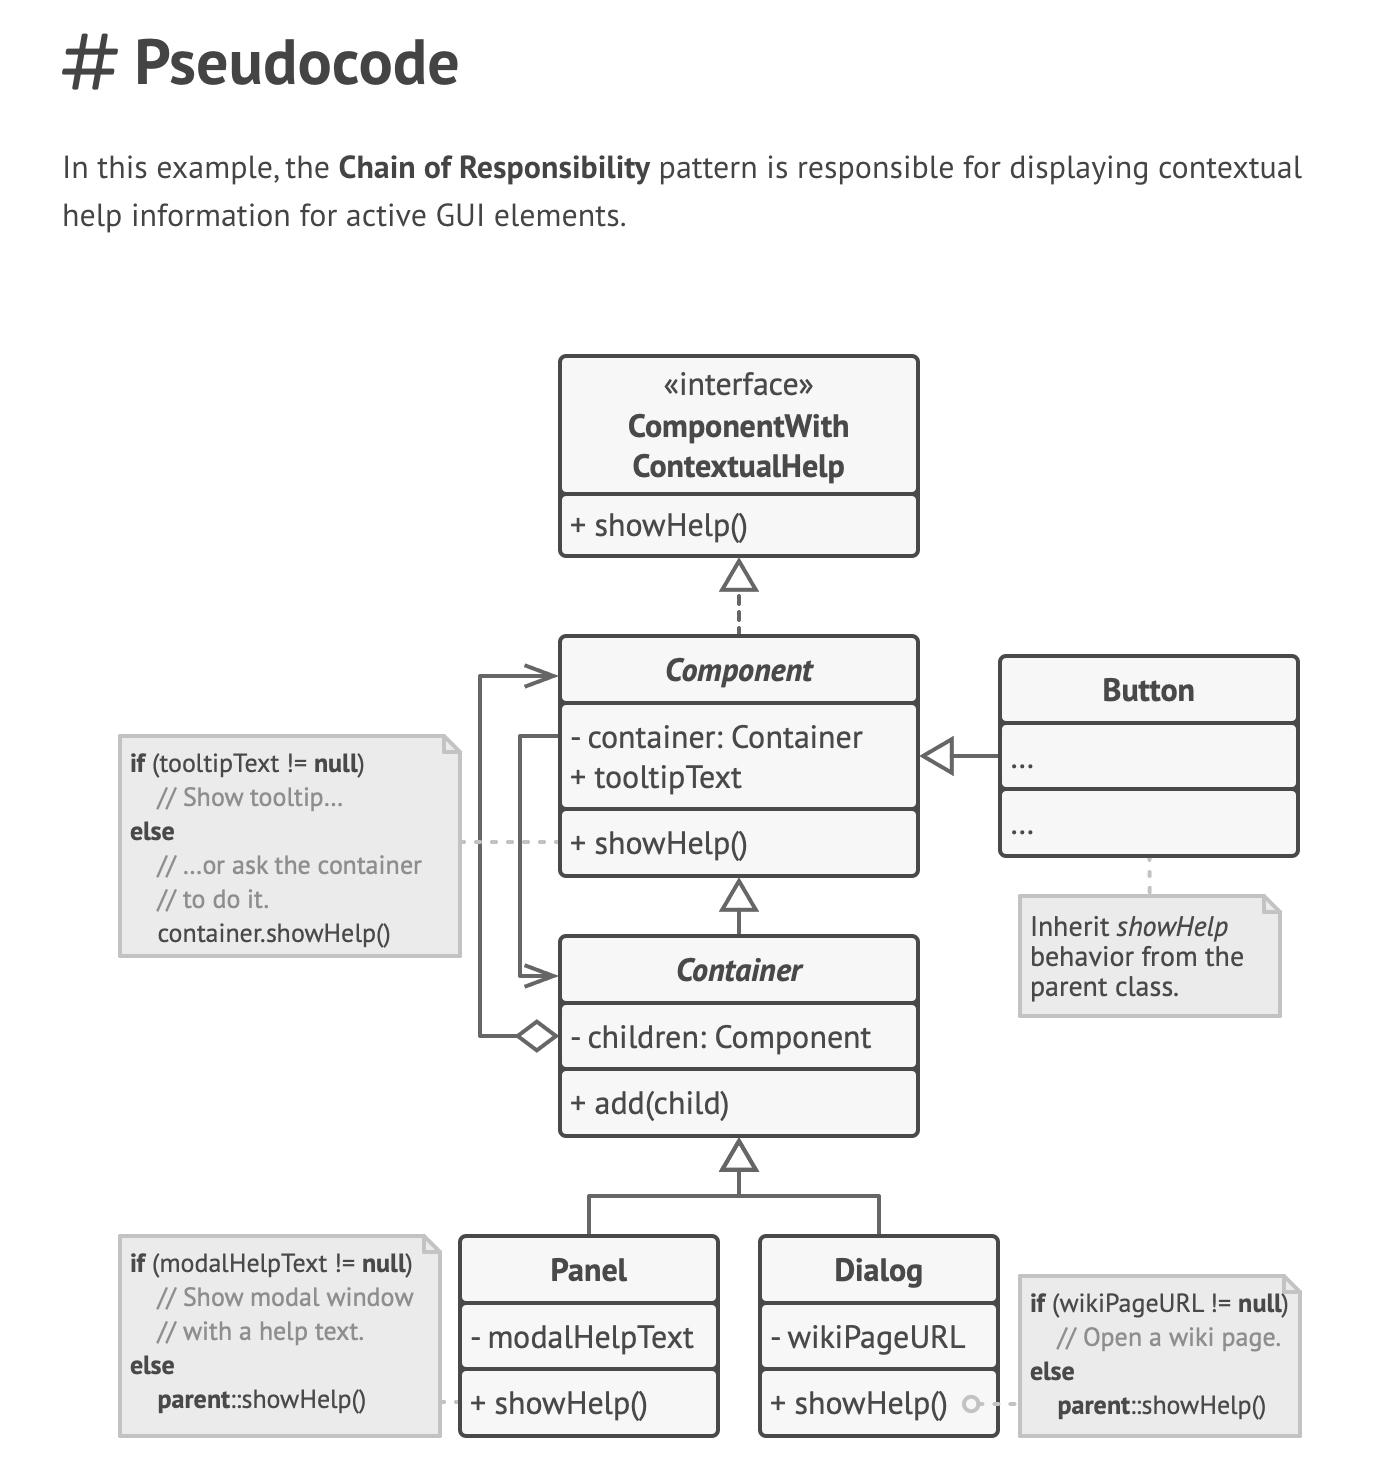 # Pseudocode
In this example, the Chain of Responsibility pattern is responsible for displaying contextual
help information for active GUI elements.
«interface»
ComponentWith
ContextualHelp
+ showHelp()
Component
- container: Container
+ tooltipText
+ showHelp()
Button
...
...
if (tooltipText != null)
// Show tooltip...
else
// ...or ask the container
// to do it.
container.showHelp()
Inherit showHelp
behavior from the
parent class.
Container
- children: Component
+ add(child)
if (modalHelpText != null)
// Show modal window
// with a help text.
else
parent::showHelp()
Panel
- modalHelpText
+ showHelp()
Dialog
- wikiPageURL
+ showHelp()
if (wikiPageURL != null)
// Open a wiki page.
else
parent::showHelp()